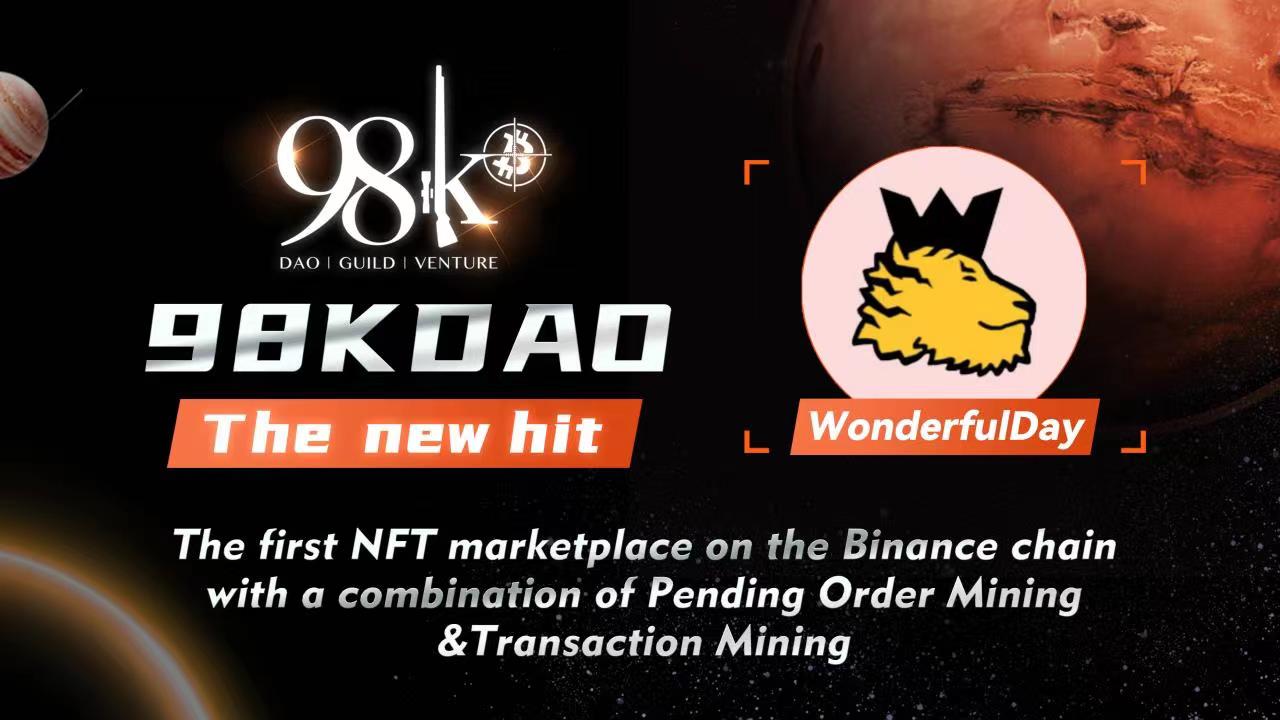 98k
DAO | GUILD | VENTURE
98KDAO
The new hit
WonderfulDay
The first NFT marketplace on the Binance chain
with a combination of Pending Order Mining
&Transaction Mining